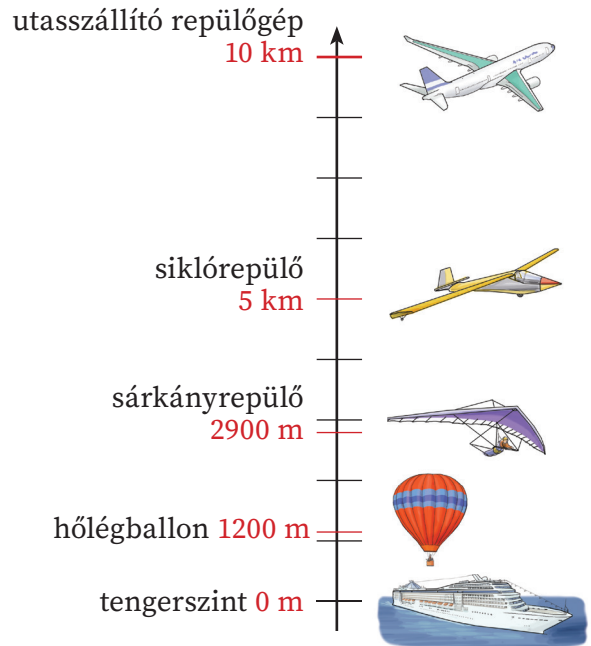 utasszállító repülőgép
10 km
siklórepülő
5 km
sárkányrepülő
2900 m
hőlégballon 1200 m
tengerszint 0 m